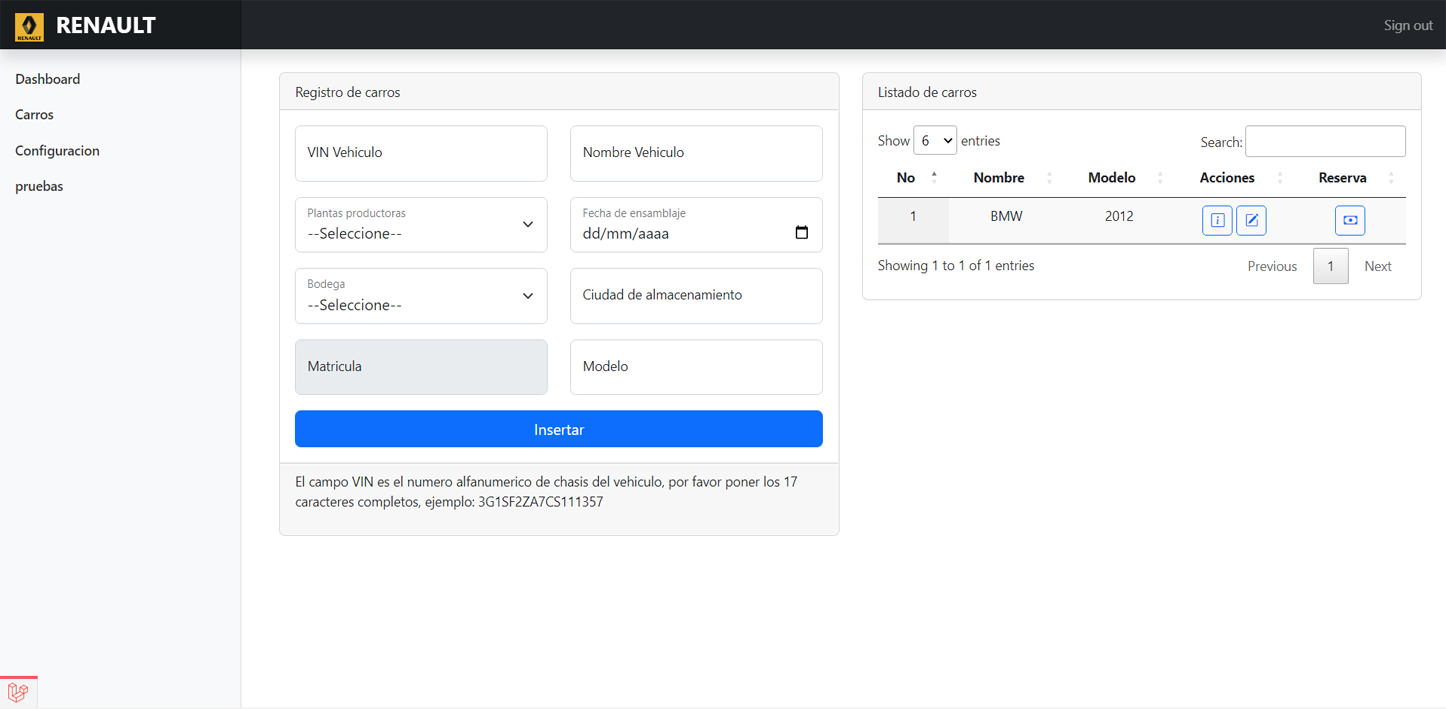 RENAULT
RENAULT
Sign out
Dashboard
Carros
Configuracion
pruebas
Registro de carros
VIN Vehiculo
Nombre Vehiculo
Plantas productoras
--Seleccione--
Fecha de ensamblaje
dd/mm/aaaa
Bodega
--Seleccione--
Ciudad de almacenamiento
Matricula
Modelo
Insertar
El campo VIN es el numero alfanumerico de chasis del vehiculo, por favor poner los 17
caracteres completos, ejemplo: 3G1SF2ZA7CS111357
Listado de carros
Show 6 entries
Search:
No Nombre Modelo Acciones Reserva
1 BMW 2012
Showing 1 to 1 of 1 entries
Previous 1 Next